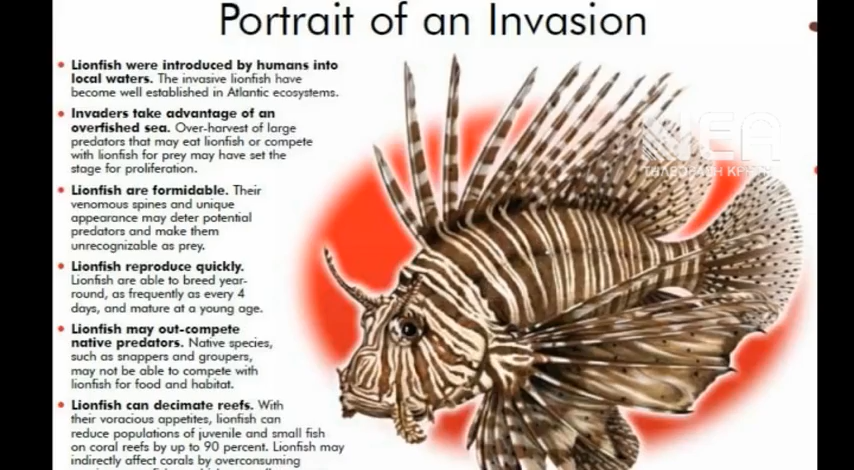 Portrait of an Invasion
• Lionfish were introduced by humans into
local waters. The invasive lionfish have
become well established in Atlantic ecosystems.
• Invaders take advantage of an
overfished sea. Over-harvest of large
predators that may eat lionfish or compete
with lionfish for prey may have set the
stage for proliferation.
• Lionfish are formidable. Their
venomous spines and unique
appearance may deter potential
predators and make them
unrecognizable as prey.
• Lionfish reproduce quickly.
Lionfish are able to breed year-
round, as frequently as every 4
days, and mature at a young age.
• Lionfish may out-compete
native predators. Native species,
such as snappers and groupers,
may not be able to compete with
lionfish for food and habitat.
• Lionfish can decimate reefs. With
their voracious appetites, lionfish can
reduce populations of juvenile and small fish
on coral reefs by up to 90 percent. Lionfish may
indirectly affect corals by overconsuming
ΝΕΑ
ΤΗΛΕΟΡΑΣΗ ΚΡΗΤΗΣ